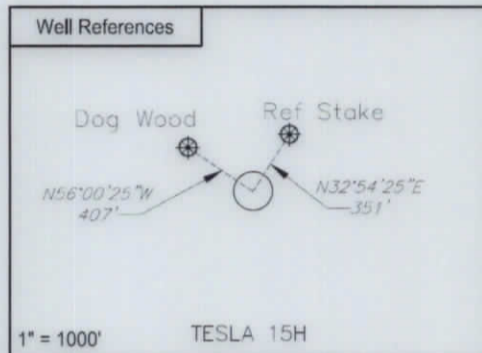 Well References
Dog Wood
Ref Stake
N56°00'25"W
407'
N32°54'25"E
351'
1" = 1000'
TESLA 15H